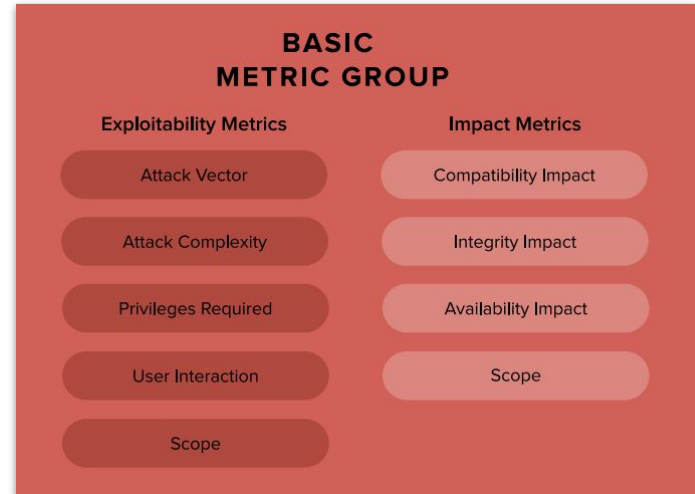 BASIC
METRIC GROUP
Exploitability Metrics
Attack Vector
Attack Complexity
Privileges Required
User Interaction
Scope
Impact Metrics
Compatibility Impact
Integrity Impact
Availability Impact
Scope